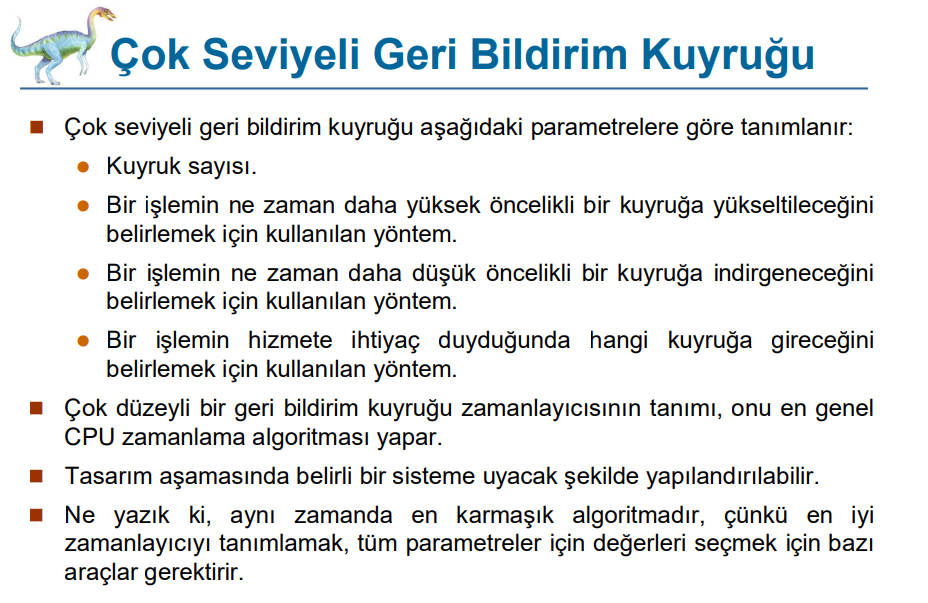 Çok Seviyeli Geri Bildirim Kuyruğu
Çok seviyeli geri bildirim kuyruğu aşağıdaki parametrelere göre tanımlanır:
Kuyruk sayısı.
Bir işlemin ne zaman daha yüksek öncelikli bir kuyruğa yükseltileceğini
belirlemek için kullanılan yöntem.
Bir işlemin ne zaman daha düşük öncelikli bir kuyruğa indirgeneceğini
belirlemek için kullanılan yöntem.
Bir işlemin hizmete ihtiyaç duyduğunda hangi kuyruğa gireceğini
belirlemek için kullanılan yöntem.
Çok düzeyli bir geri bildirim kuyruğu zamanlayıcısının tanımı, onu en genel
CPU zamanlama algoritması yapar.
Tasarım aşamasında belirli bir sisteme uyacak şekilde yapılandırılabilir.
Ne yazık ki, aynı zamanda en karmaşık algoritmadır, çünkü en iyi
zamanlayıcıyı tanımlamak, tüm parametreler için değerleri seçmek için bazı
araçlar gerektirir.